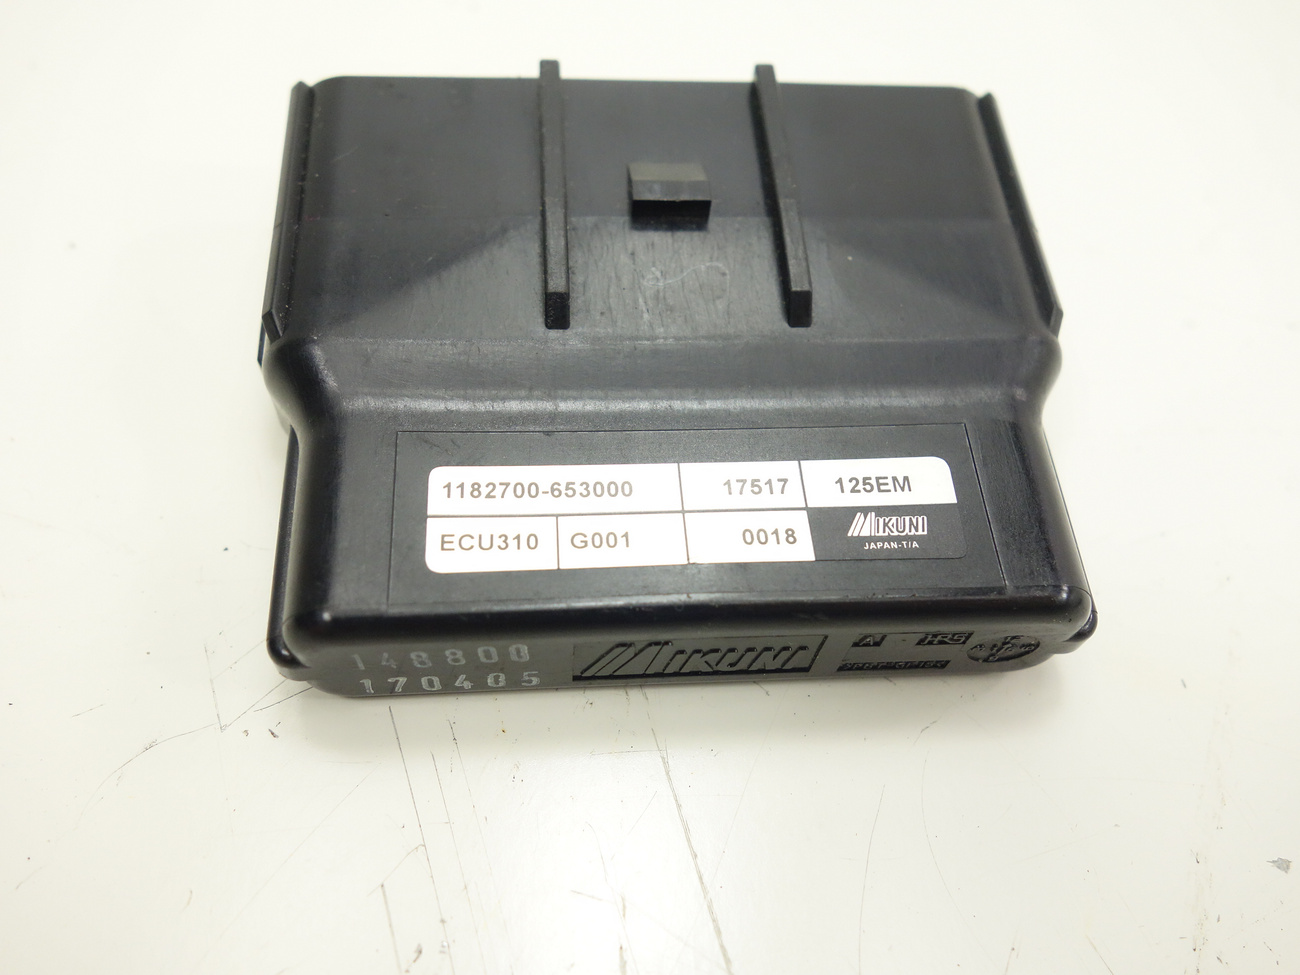 1182700-653000 17517 125EM
ECU310 G001 0018 MIKUNI
JAPAN-T/A
148800
170405
MIKUNI